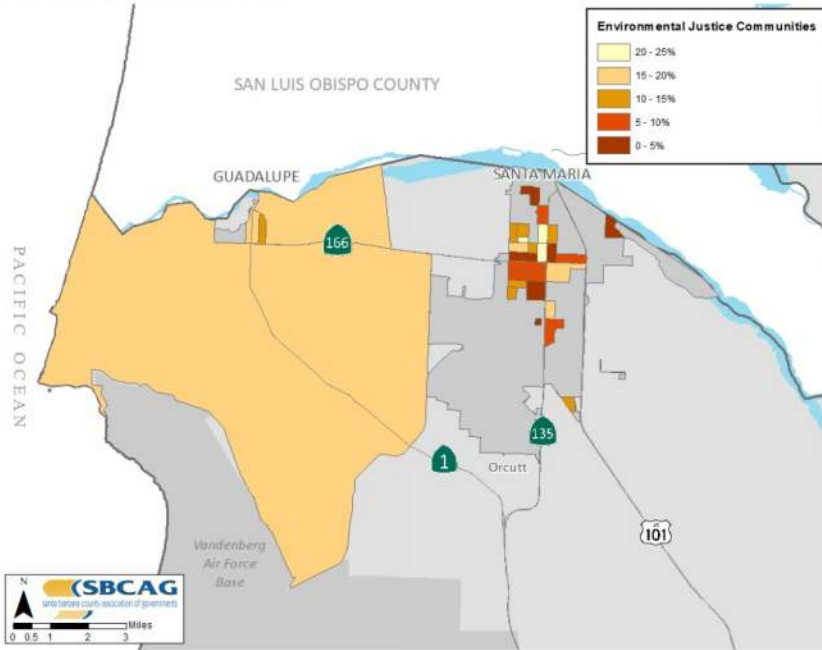 Environmental Justice Communities
20 - 25%
15 - 20%
10 - 15%
5 - 10%
0 - 5%
SAN LUIS OBISPO COUNTY
GUADALUPE
SANTA MARIA
166
PACIFIC OCEAN
135
1
Orcutt
101
Vandenberg
Air Force
Base
N
SBCAG
santa barbara county association of governments
Miles
0 0.5 1 2 3